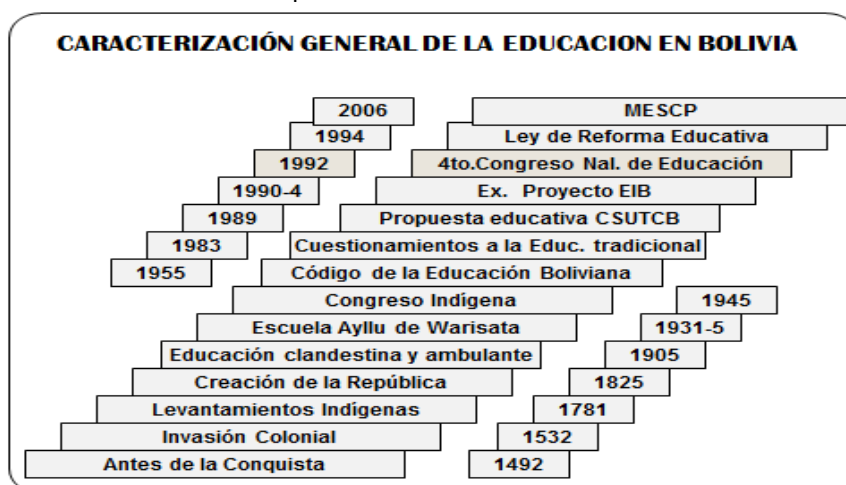 CARACTERIZACIÓN GENERAL DE LA EDUCACION EN BOLIVIA
2006 MESCP
1994 Ley de Reforma Educativa
1992 4to.Congreso Nal. de Educación
1990-4 Ex. Proyecto EIB
1989 Propuesta educativa CSUTCB
1983 Cuestionamientos a la Educ. tradicional
1955 Código de la Educación Boliviana
Congreso Indígena 1945
Escuela Ayllu de Warisata 1931-5
Educación clandestina y ambulante 1905
Creación de la República 1825
Levantamientos Indígenas 1781
Invasión Colonial 1532
Antes de la Conquista 1492